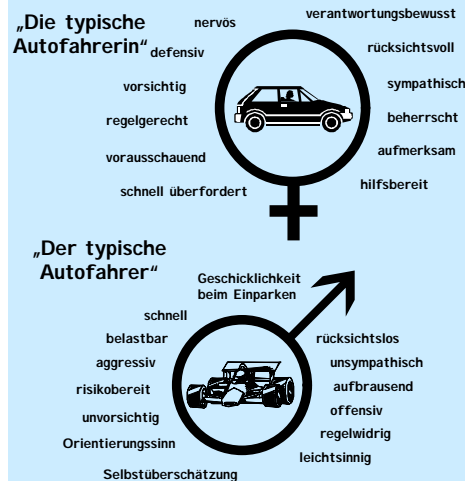 „Die typische
Autofahrerin“
nervös
defensiv
vorsichtig
regelgerecht
vorausschauend
schnell überfordert
verantwortungsbewusst
rücksichtsvoll
sympathisch
beherrscht
aufmerksam
hilfsbereit
„Der typische
Autofahrer“
Geschicklichkeit
beim Einparken
schnell
belastbar
aggressiv
risikobereit
unvorsichtig
Orientierungssinn
Selbstüberschätzung
rücksichtslos
unsympathisch
aufbrausend
offensiv
regelwidrig
leichtsinnig